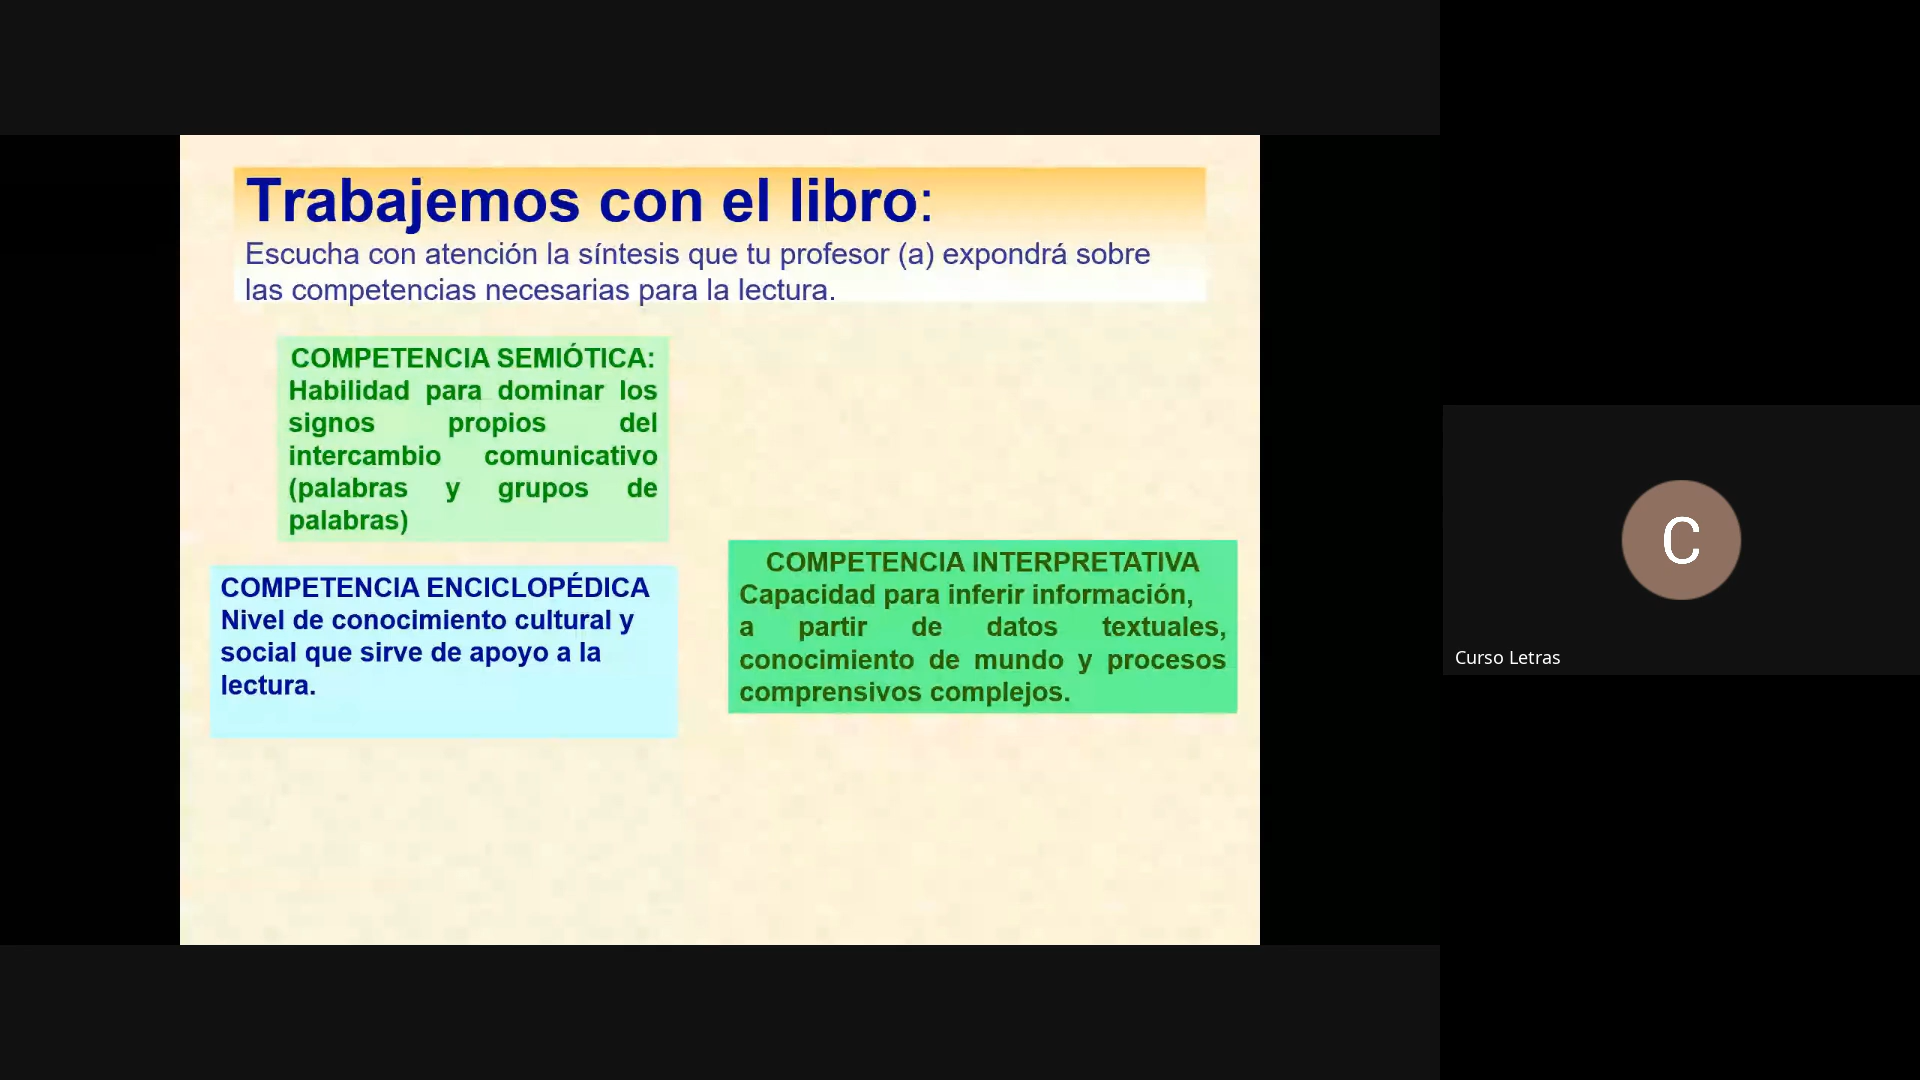 Trabajemos con el libro:
Escucha con atención la síntesis que tu profesor (a) expondrá sobre
las competencias necesarias para la lectura.
COMPETENCIA SEMIÓTICA:
Habilidad para dominar los
signos propios del
intercambio comunicativo
(palabras y grupos de
palabras)
COMPETENCIA ENCICLOPÉDICA
Nivel de conocimiento cultural y
social que sirve de apoyo a la
lectura.
COMPETENCIA INTERPRETATIVA
Capacidad para inferir información,
a partir de datos textuales,
conocimiento de mundo y procesos
comprensivos complejos.
C
Curso Letras